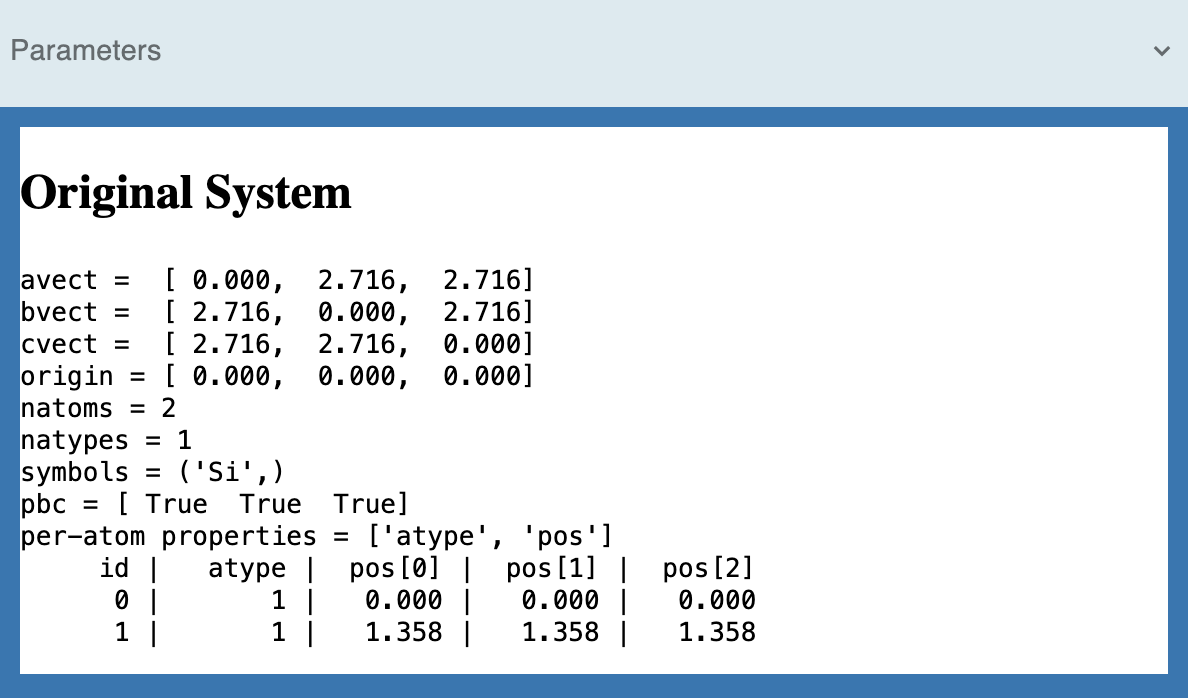 Parameters
Original System
avect =  [ 0.000,  2.716,  2.716]
bvect =  [ 2.716,  0.000,  2.716]
cvect =  [ 2.716,  2.716,  0.000]
origin = [ 0.000,  0.000,  0.000]
natoms = 2
natypes = 1
symbols = ('Si',)
pbc = [ True  True  True]
per-atom properties = ['atype', 'pos']
     id |   atype |  pos[0] |  pos[1] |  pos[2]
      0 |       1 |   0.000 |   0.000 |   0.000
      1 |       1 |   1.358 |   1.358 |   1.358